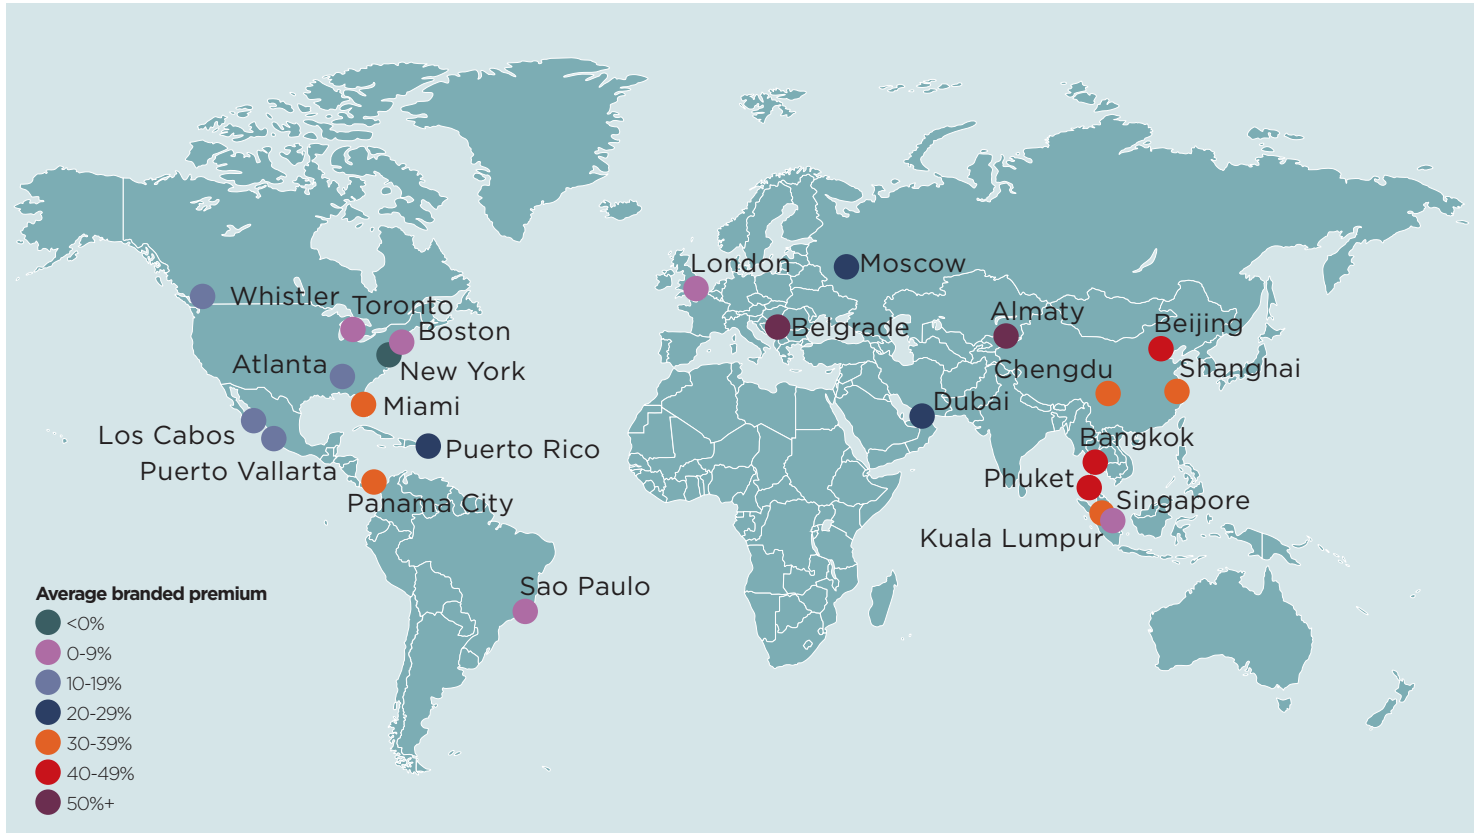 London
Moscow
Whistler
Toronto
Almaty
Boston
Belgrade
Beijing
Atlanta
New York
Chengdu
Shanghai
Miami
Dubai
Los Cabos
Puerto Rico
Bangkok
Puerto Vallarta
Phuket
Panama City
Singapore
Kuala Lumpur
Sao Paulo
Average branded premium
<0%
0-9%
10-19%
20-29%
30-39%
40-49%
50%+